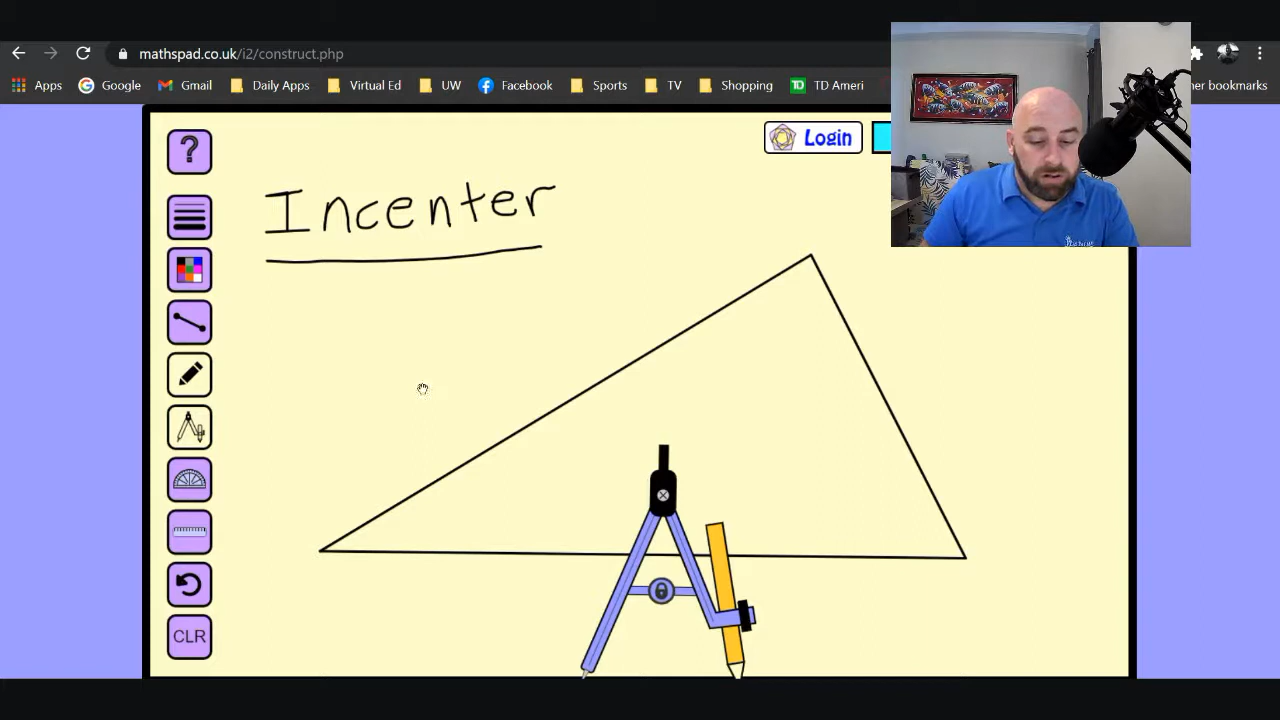 mathspad.co.uk/i2/construct.php
Apps Google Gmail Daily Apps Virtual Ed UW Facebook Sports TV Shopping TD TD Ameri her bookmarks
? Login
Incenter
CLR